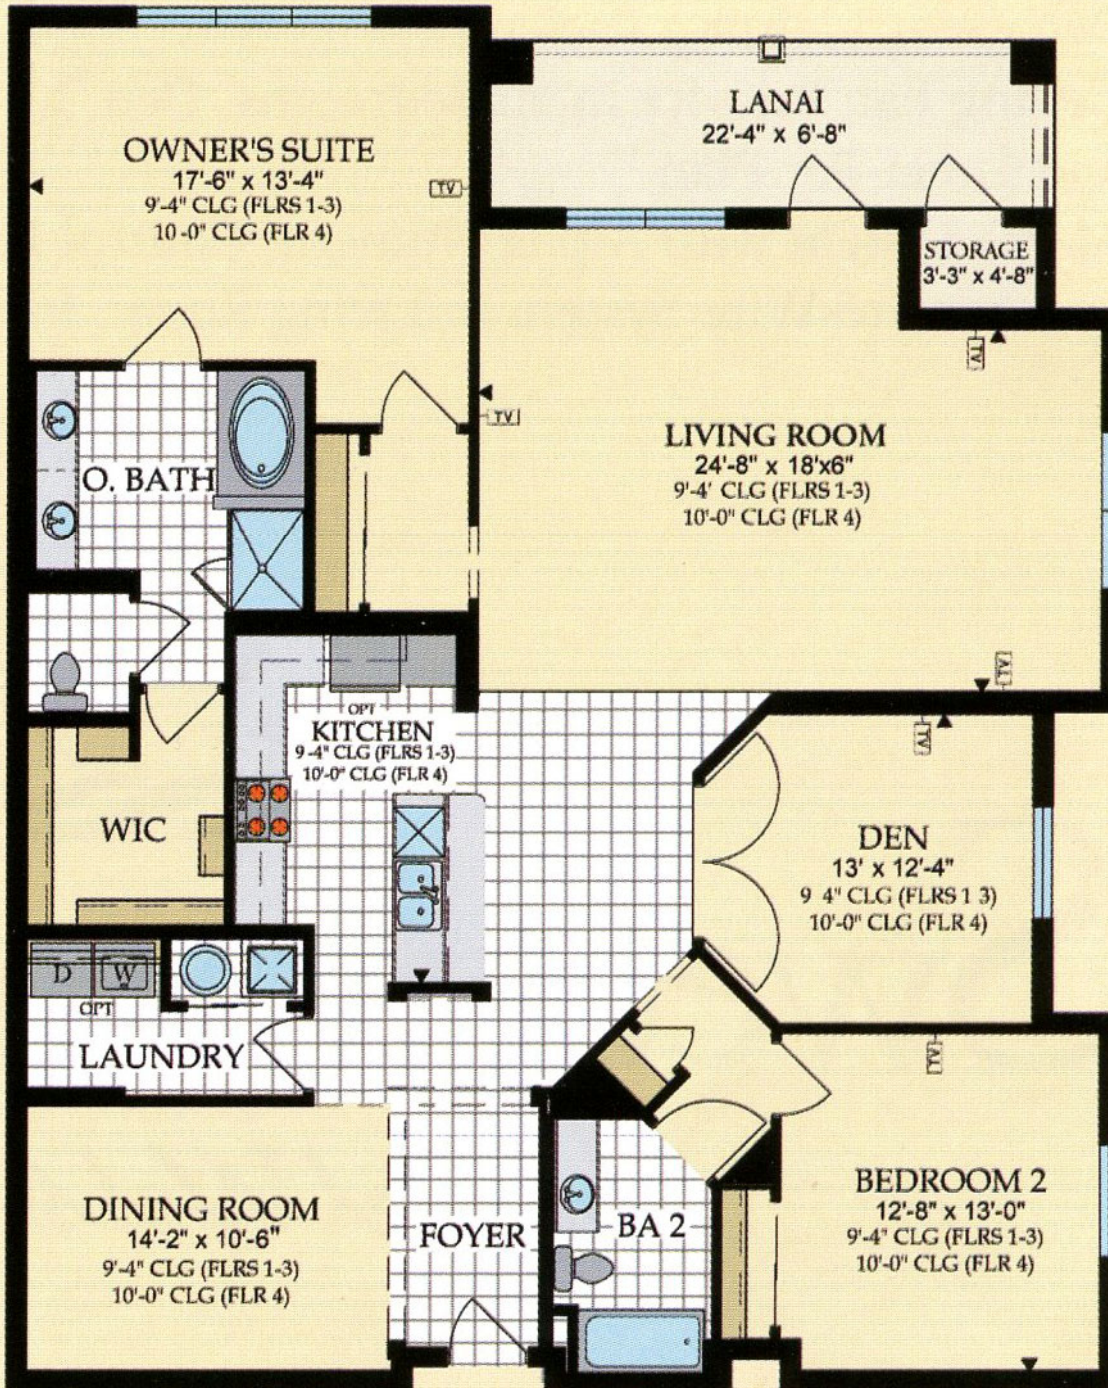 OWNER'S SUITE
17'-6" x 13'-4"
9'-4" CLG (FLRS 1-3)
10-0" CLG (FLR 4)
TV
LANAI
22'-4" x 6'-8"
STORAGE
3'-3" x 4'-8"
TV
TV
LIVING ROOM
24'-8" x 18'x6"
9'-4' CLG (FLRS 1-3)
10'-0" CLG (FLR 4)
TV
O. BATH
OPT
KITCHEN
9-4" CLG (FLRS 1-3)
10'-0" CLG (FLR 4)
TV
WIC
DEN
13' x 12'-4"
9 4" CLG (FLRS 1 3)
10'-0" CLG (FLR 4)
D W
OPT
LAUNDRY
TV
DINING ROOM
14'-2" x 10'-6"
9'-4" CLG (FLRS 1-3)
10'-0" CLG (FLR 4)
FOYER
BA 2
BEDROOM 2
12'-8" x 13'-0"
9'-4" CLG (FLRS 1-3)
10'-0" CLG (FLR 4)